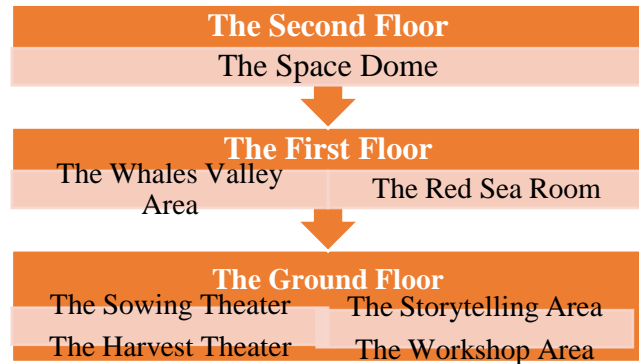 The Second Floor
The Space Dome
The First Floor
The Whales Valley
Area
The Red Sea Room
The Ground Floor
The Sowing Theater
The Harvest Theater
The Storytelling Area
The Workshop Area